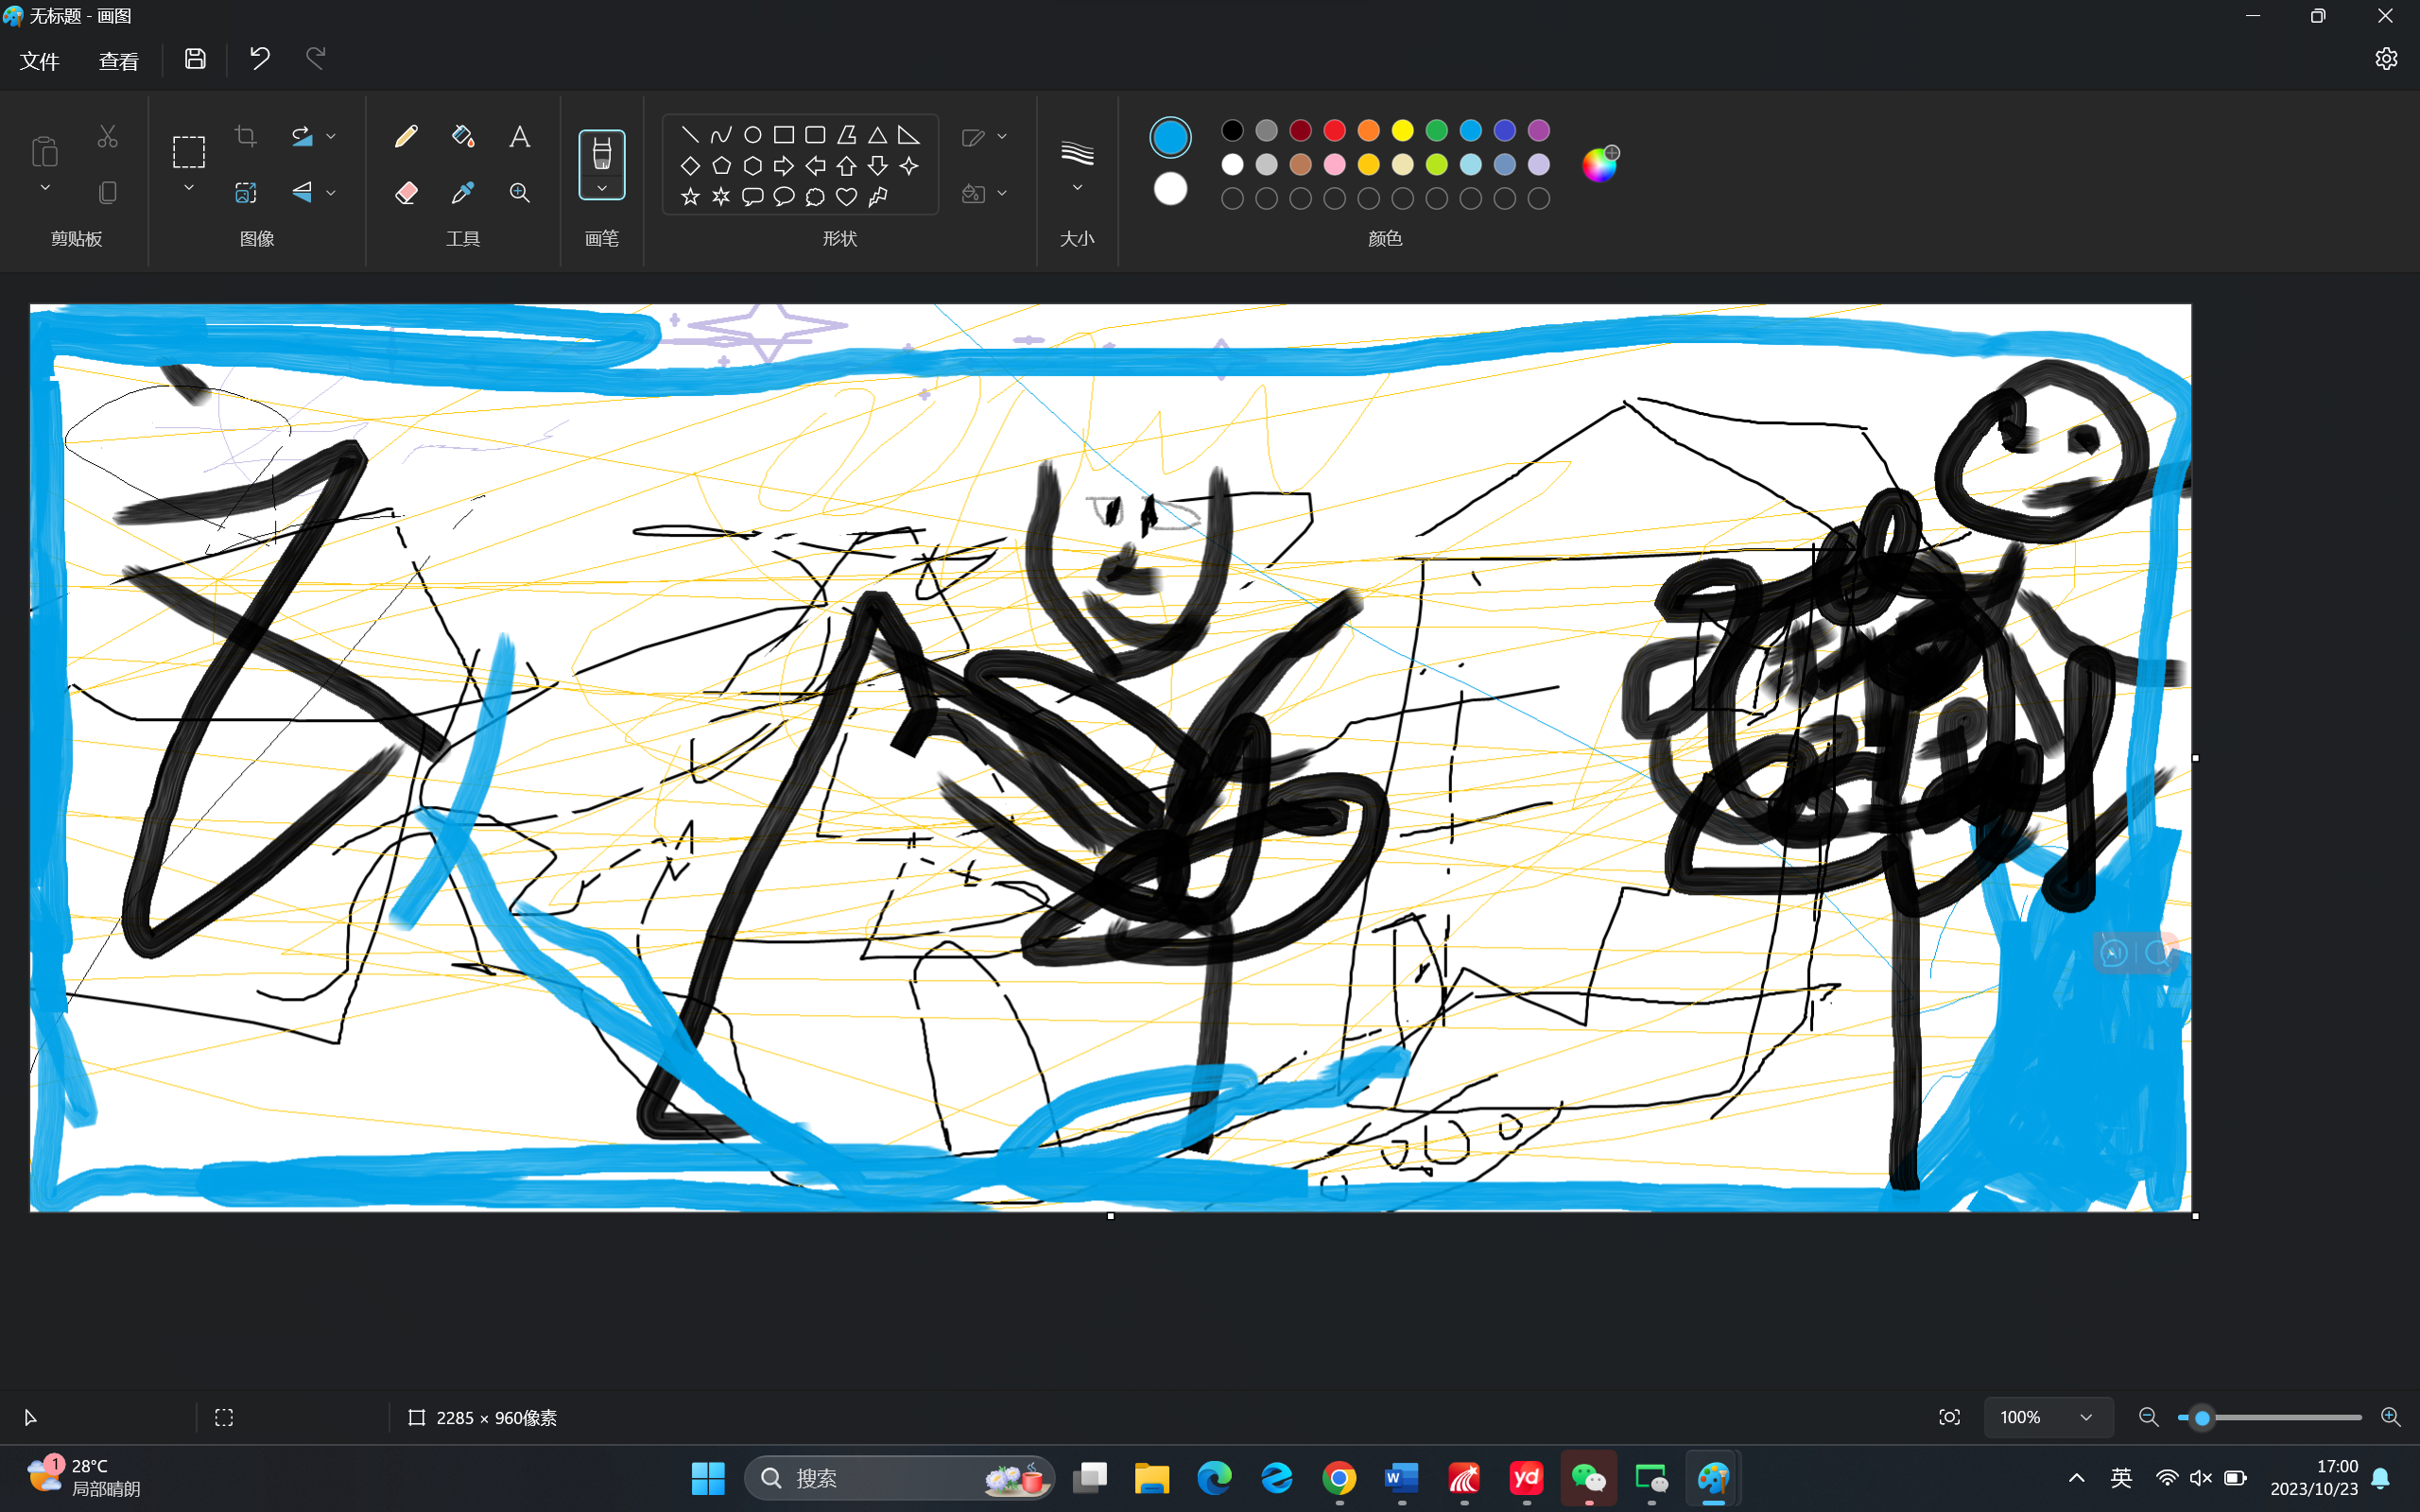 无标题 - 画图
文件 查看
剪贴板 图像 工具 画笔 形状 大小 颜色
2285 × 960像素
100%
1 28°C
局部晴朗
搜索
W
yd
英
17:00
2023/10/23